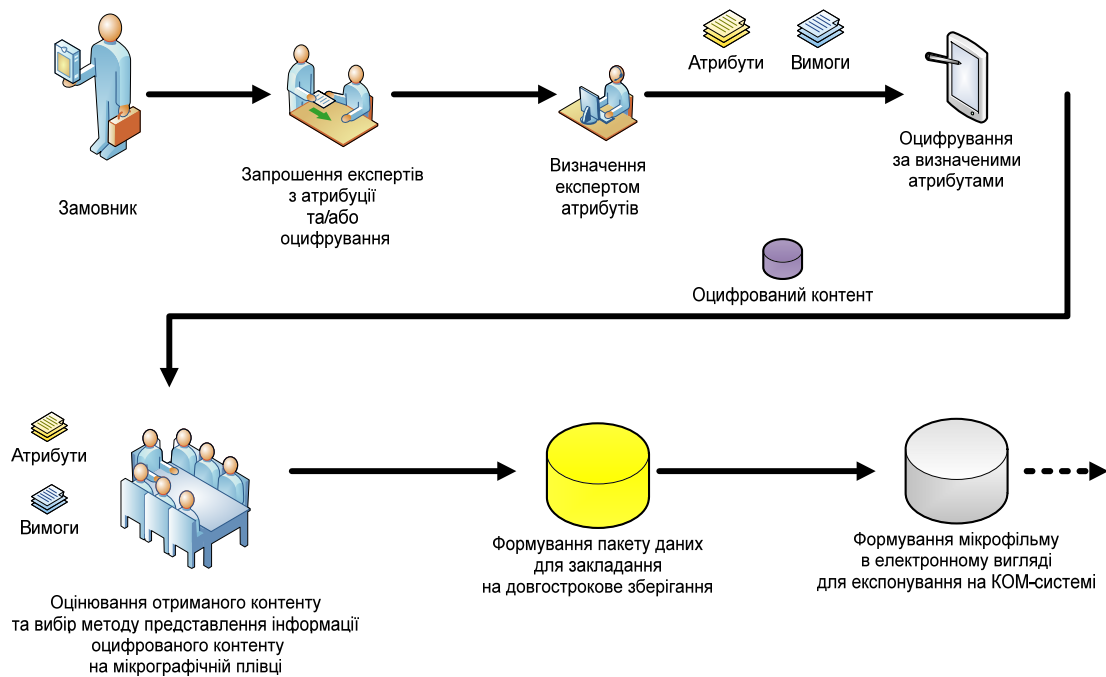 Атрибути
Вимоги
Замовник
Запрошення експертів
з атрибуції
та/або
оцифрування
Визначення
експертом
атрибутів
Оцифрування
за визначеними
атрибутами
Оцифрований контент
Атрибути
Вимоги
Оцінювання отриманого контенту
та вибір методу представлення інформації
оцифрованого контенту
на мікрографічній плівці
Формування пакету даних
для закладання
на довгострокове зберігання
Формування мікрофільму
в електронному вигляді
для експонування на КОМ-системі